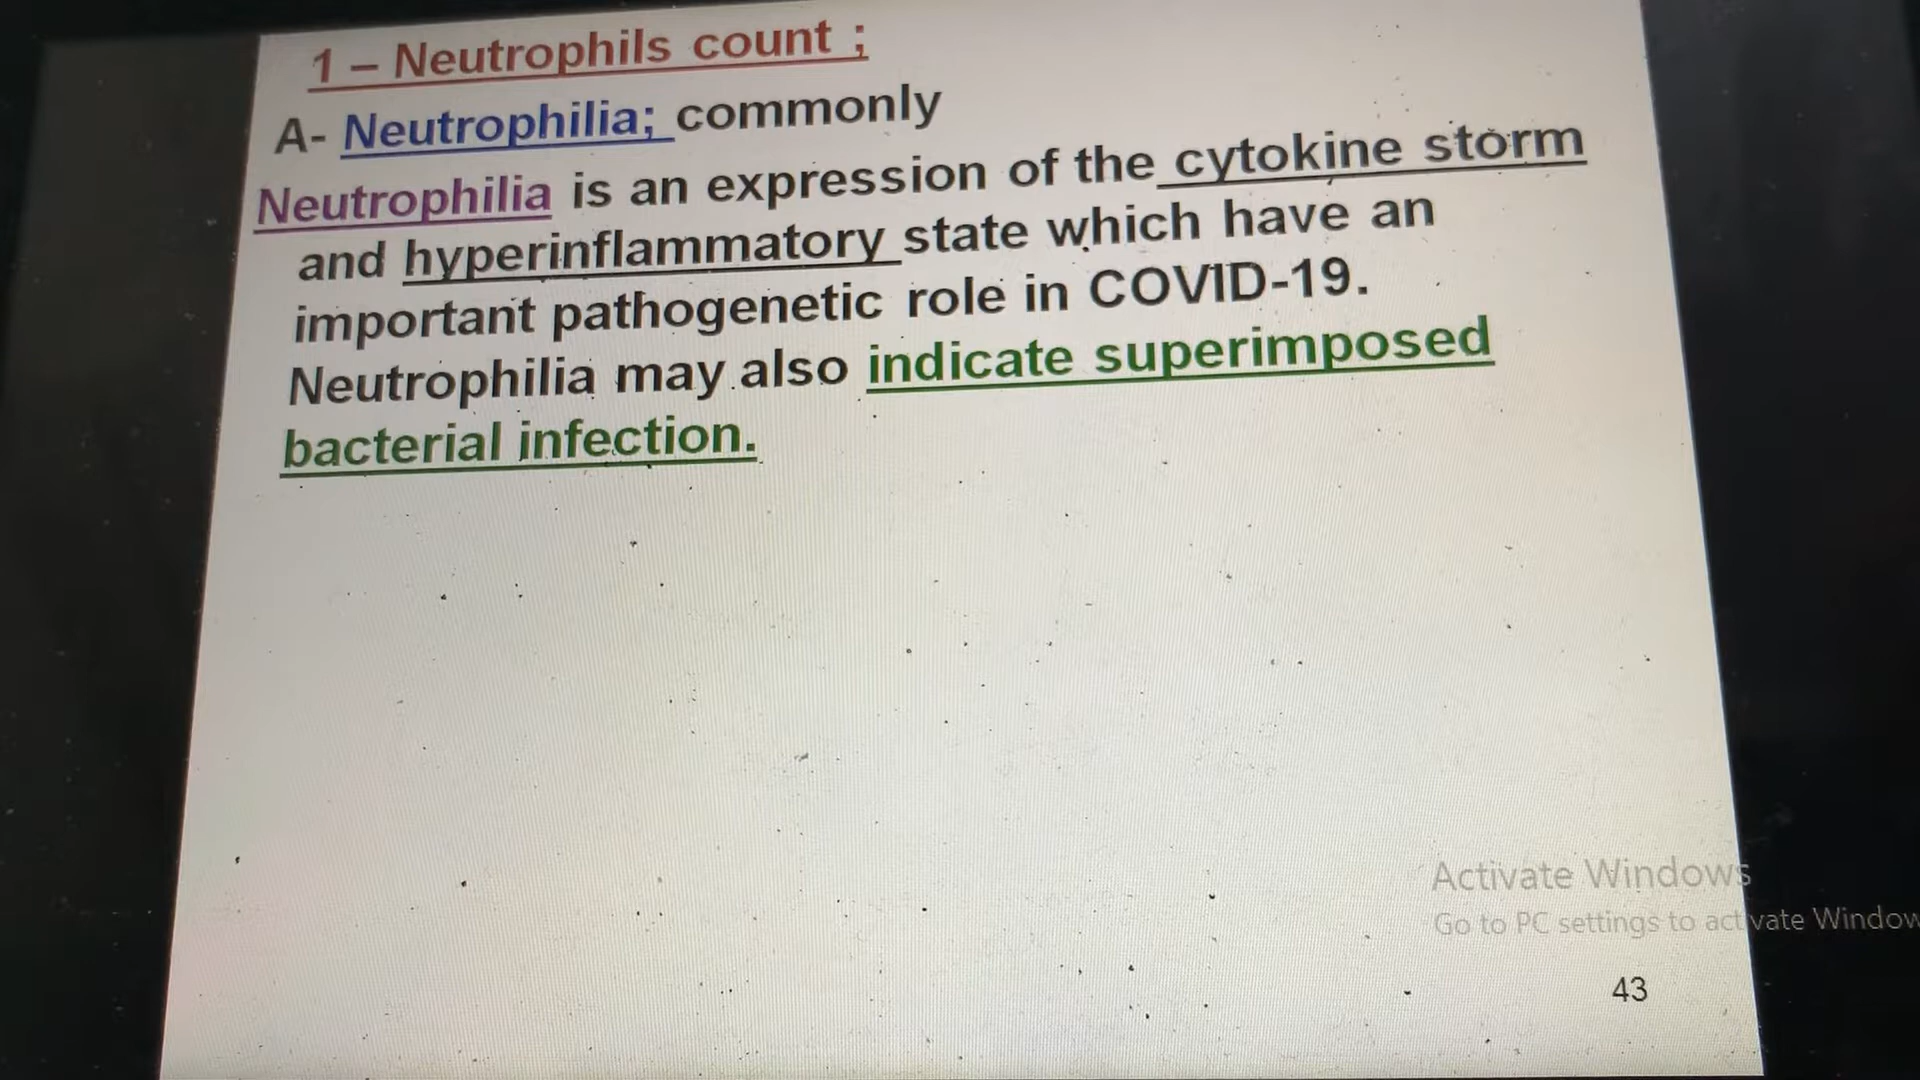 1 – Neutrophils count ;
A- Neutrophilia; commonly
Neutrophilia is an expression of the cytokine storm
and hyperinflammatory state which have an
important pathogenetic role in COVID-19.
Neutrophilia may also indicate superimposed
bacterial infection.
Activate Windows
Go to PC settings to activate Window
43